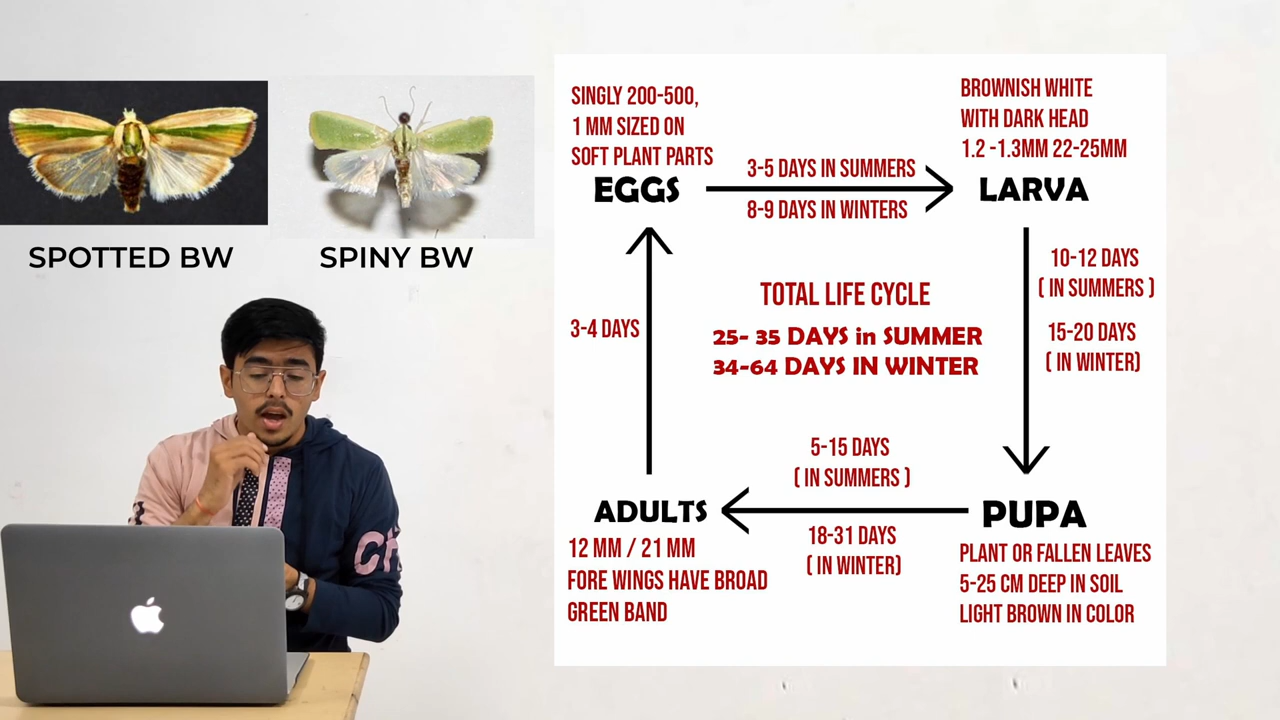 SPOTTED BW
SPINY BW
SINGLY 200-500,
1 MM SIZED ON
SOFT PLANT PARTS
EGGS
3-5 DAYS IN SUMMERS
8-9 DAYS IN WINTERS
BROWNISH WHITE
WITH DARK HEAD
1.2 -1.3MM 22-25MM
LARVA
10-12 DAYS
( IN SUMMERS )
15-20 DAYS
( IN WINTER)
TOTAL LIFE CYCLE
25- 35 DAYS in SUMMER
34-64 DAYS IN WINTER
3-4 DAYS
5-15 DAYS
( IN SUMMERS )
18-31 DAYS
( IN WINTER)
ADULTS
12 MM / 21 MM
FORE WINGS HAVE BROAD
GREEN BAND
PUPA
PLANT OR FALLEN LEAVES
5-25 CM DEEP IN SOIL
LIGHT BROWN IN COLOR